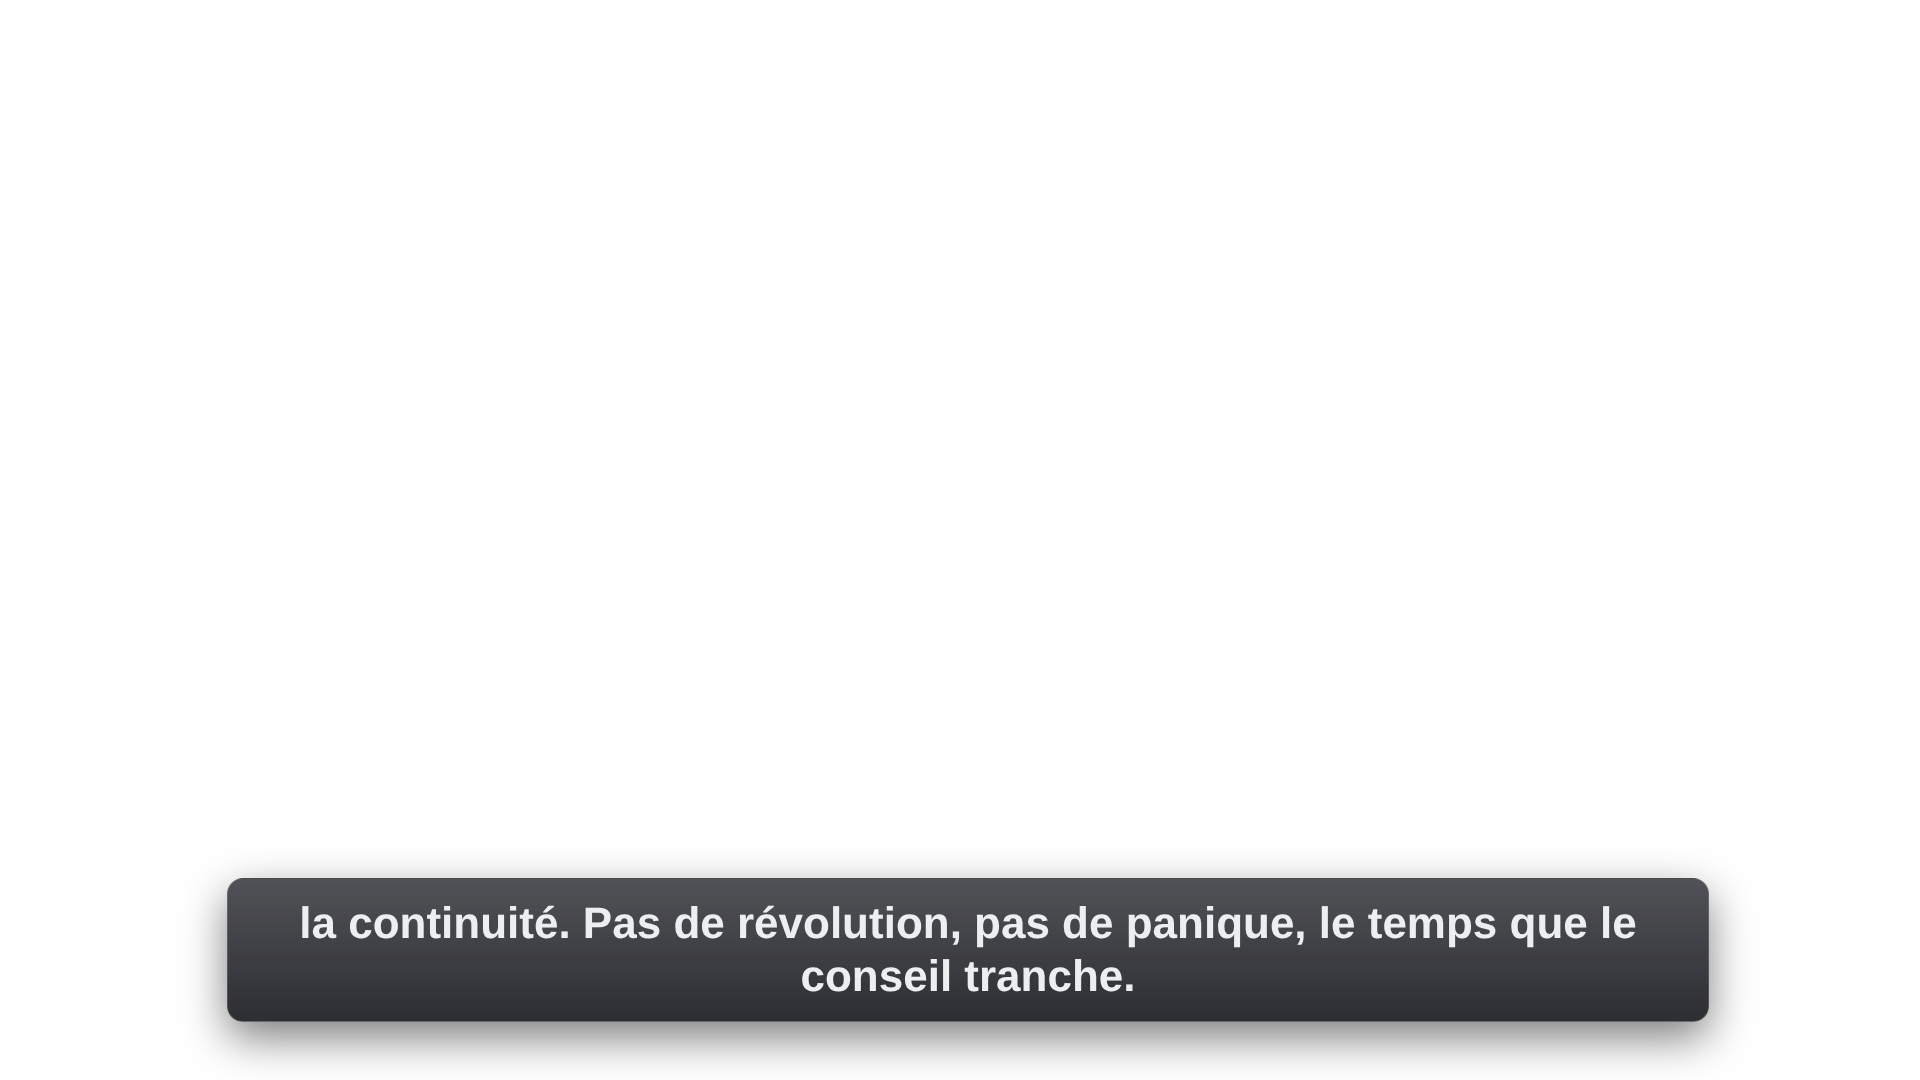 la continuité. Pas de révolution, pas de panique, le temps que le
conseil tranche.